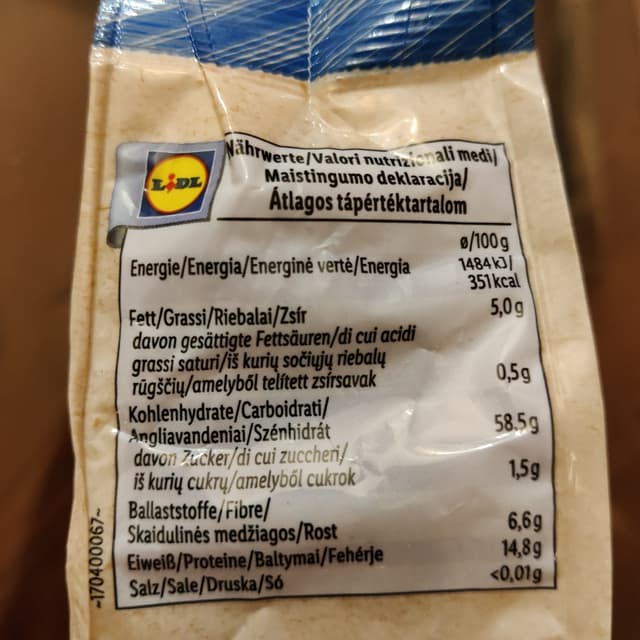 LIDL
Nährwerte/Valori nutrizionali medi/
Maistingumo deklaracija/
Átlagos tápértéktartalom
ø/100g
Energie/Energia/Energinė vertė/Energia 1484 kJ/
351 kcal
Fett/Grassi/Riebalai/Zsír 5,0g
davon gesättigte Fettsäuren/di cui acidi
grassi saturi/iš kurių sočiųjų riebalų
rūgščių/amelyből telített zsírsavak 0,5g
Kohlenhydrate/Carboidrati/
Angliavandeniai/Szénhidrát 58,5g
davon Zucker/di cui zuccheri/
iš kurių cukrų/amelyből cukrok 1,5g
Ballaststoffe/Fibre/
Skaidulinės medžiagos/Rost 6,6g
Eiweiß/Proteine/Baltymai/Fehérje 14,8g
Salz/Sale/Druska/Só <0,01g
~170400067~